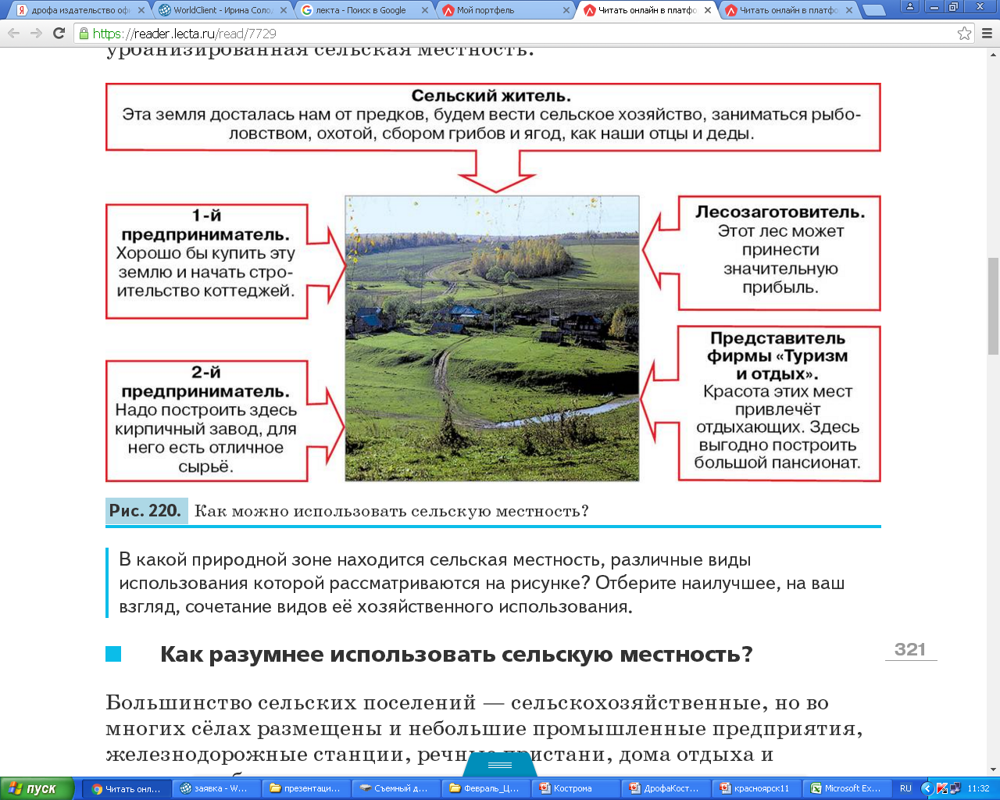 дрофа издательство оф
WorldClient - Ирина Соло
лекта - Поиск в Google
Мой портфель
Читать онлайн в платфо
Читать онлайн в платфо
https://reader.lecta.ru/read/7729
урбанизированная сельская местность.
Сельский житель.
Эта земля досталась нам от предков, будем вести сельское хозяйство, заниматься рыбо-
ловством, охотой, сбором грибов и ягод, как наши отцы и деды.
1-й
предприниматель.
Хорошо бы купить эту
землю и начать стро-
ительство коттеджей.
2-й
предприниматель.
Надо построить здесь
кирпичный завод, для
него есть отличное
сырьё.
Лесозаготовитель.
Этот лес может
принести
значительную
прибыль.
Представитель
фирмы «Туризм
и отдых».
Красота этих мест
привлечёт
отдыхающих. Здесь
выгодно построить
большой пансионат.
Рис. 220. Как можно использовать сельскую местность?
В какой природной зоне находится сельская местность, различные виды
использования которой рассматриваются на рисунке? Отберите наилучшее, на ваш
взгляд, сочетание видов её хозяйственного использования.
Как разумнее использовать сельскую местность?
321
Большинство сельских поселений — сельскохозяйственные, но во
многих сёлах размещены и небольшие промышленные предприятия,
железнодорожные станции, речные пристани, дома отдыха и
пуск
Читать онл...
заявка - W...
презентаци...
Съемный д...
Февраль_Ц...
Кострома
ДрофаКост...
красноярск11
Microsoft Ex...
RU
11:32